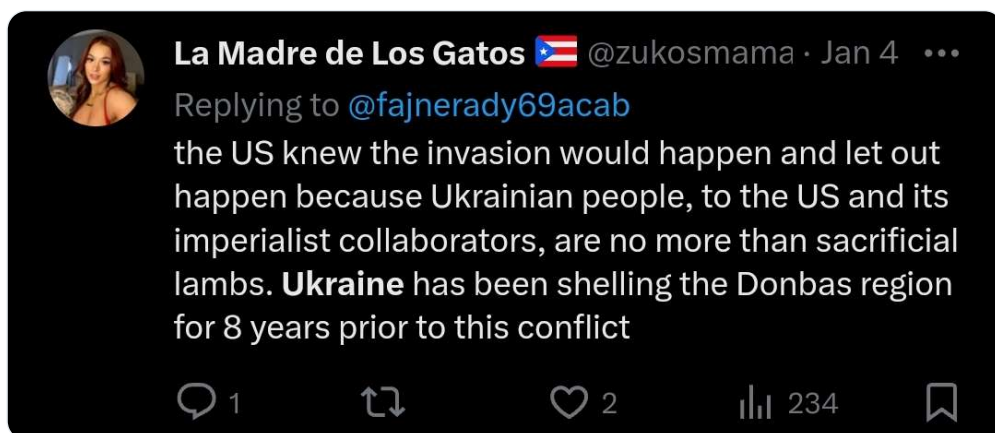 La Madre de Los Gatos 🇵🇷 @zukosmama · Jan 4 ···
Replying to @fajnerady69acab
the US knew the invasion would happen and let out
happen because Ukrainian people, to the US and its
imperialist collaborators, are no more than sacrificial
lambs. Ukraine has been shelling the Donbas region
for 8 years prior to this conflict
1 2 234